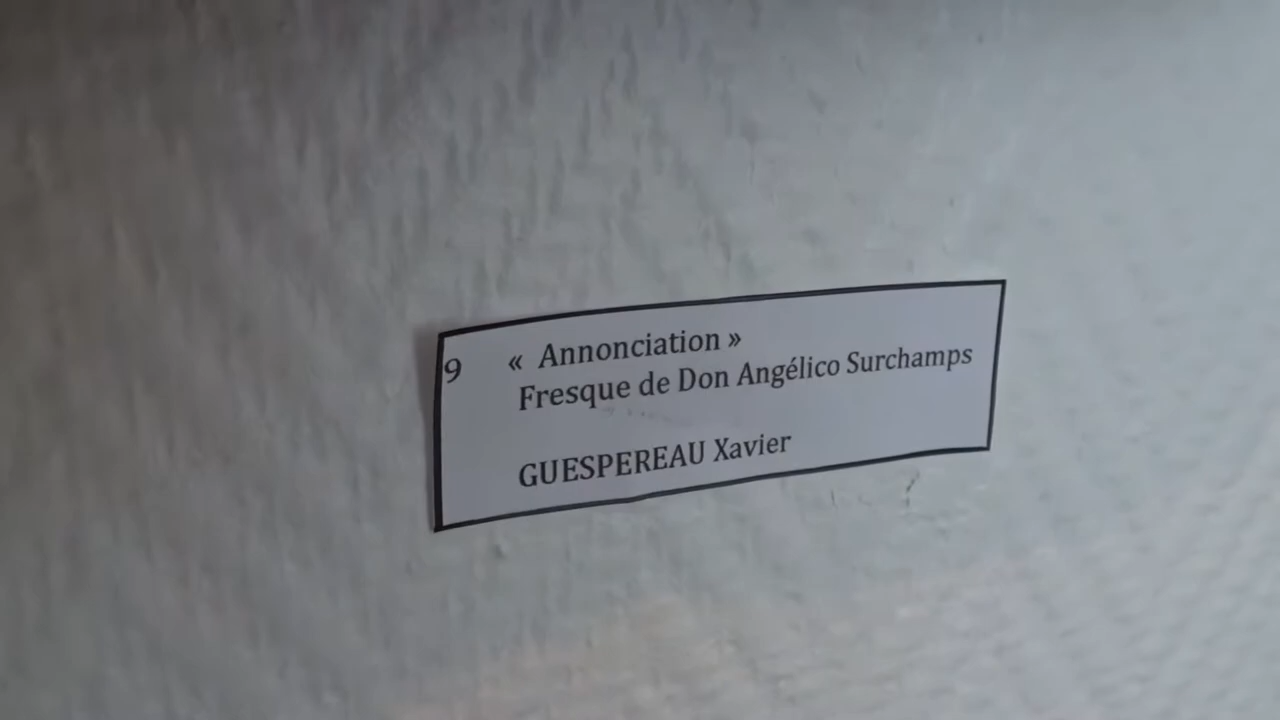 9 « Annonciation »
Fresque de Don Angélico Surchamps
GUESPEREAU Xavier